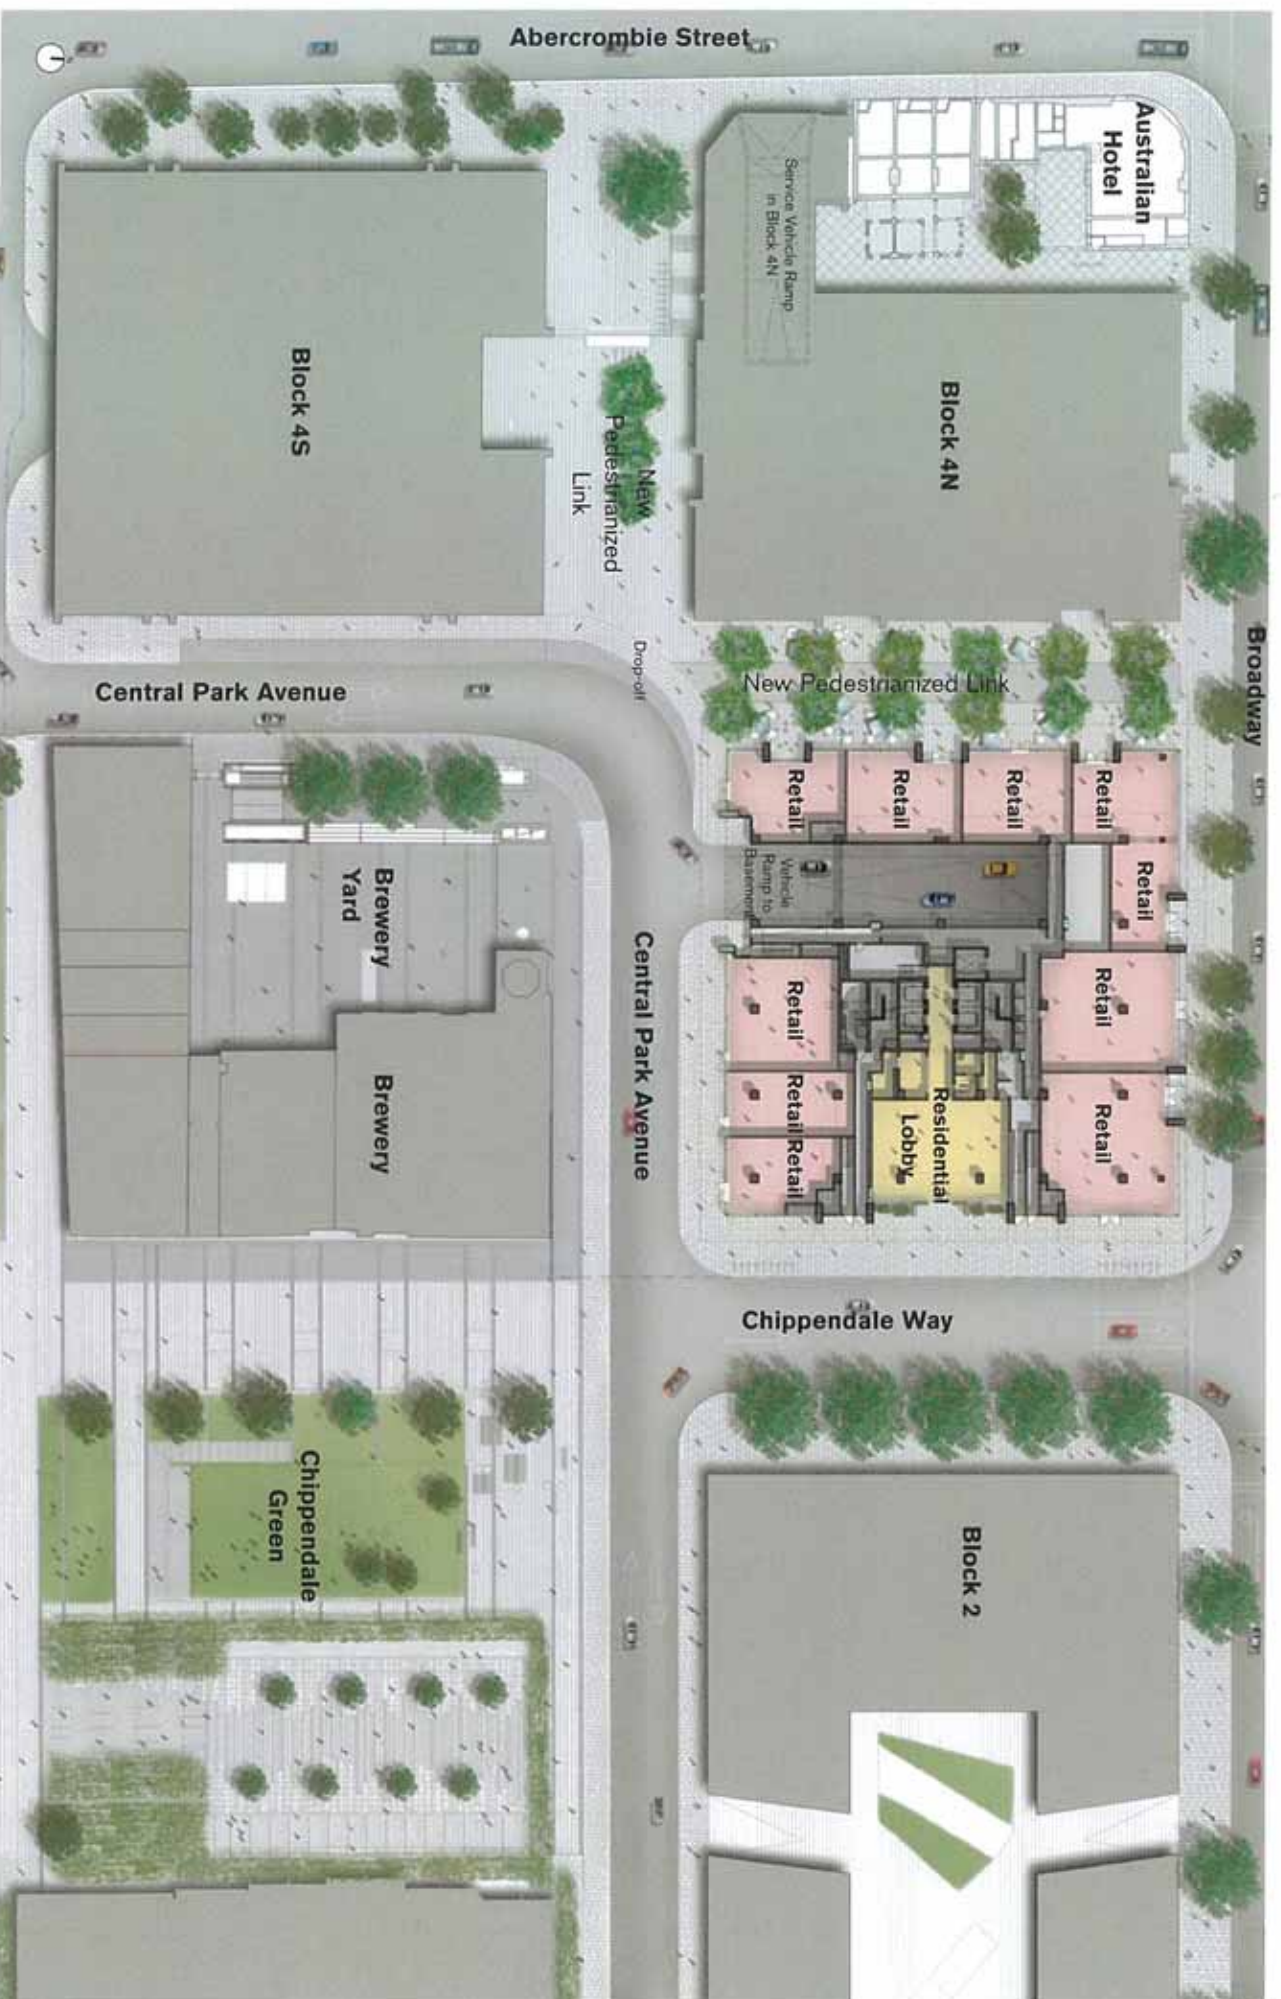 Abercrombie Street
Australian
Hotel
Service Vehicle Ramp
in Block 4N
Block 4N
Block 4S
New
Pedestrianized
Link
Broadway
New Pedestrianized Link
Drop-off
Central Park Avenue
Retail
Retail
Retail
Retail
Retail
Vehicle
Ramp to
Basement
Brewery
Yard
Central Park Avenue
Retail
Retail
Retail
Retail
Retail
Residential
Lobby
Brewery
Chippendale Way
Chippendale
Green
Block 2